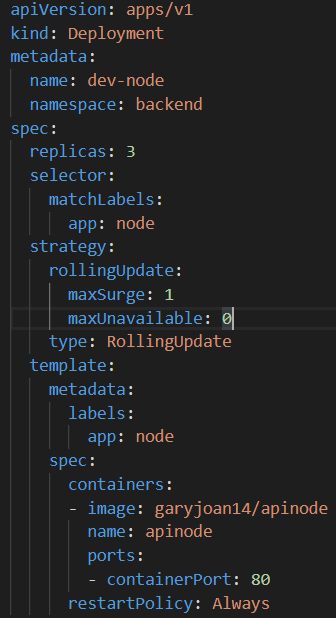 apiVersion: apps/v1
kind: Deployment
metadata:
  name: dev-node
  namespace: backend
spec:
  replicas: 3
  selector:
    matchLabels:
      app: node
  strategy:
    rollingUpdate:
      maxSurge: 1
      maxUnavailable: 0
    type: RollingUpdate
  template:
    metadata:
      labels:
        app: node
    spec:
      containers:
      - image: garyjoan14/apinode
        name: apinode
        ports:
        - containerPort: 80
      restartPolicy: Always